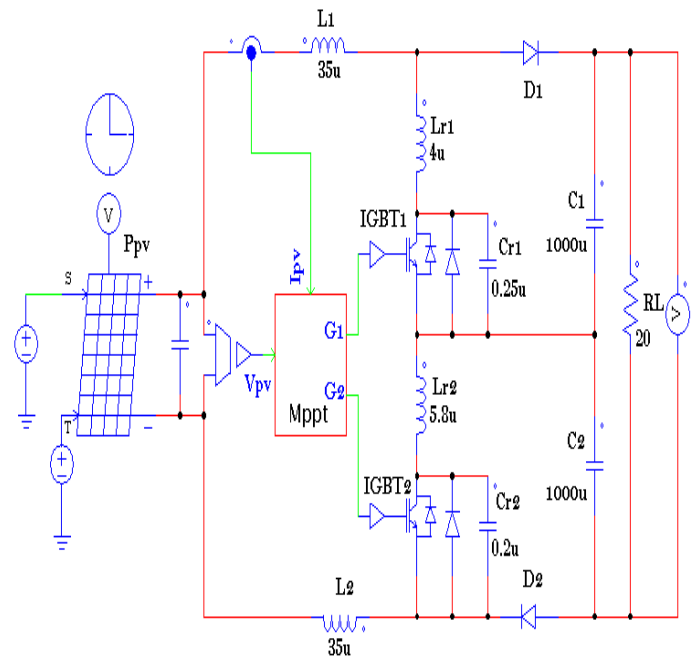 L1
35u
D1
Lr1
4u
V
Ppv
IGBT1
C1
1000u
Cr1
0.25u
Ipv
S
+
G1
RL
V
20
Vpv
G2
Mppt
Lr2
5.8u
T
−
C2
1000u
IGBT2
Cr2
0.2u
D2
L2
35u